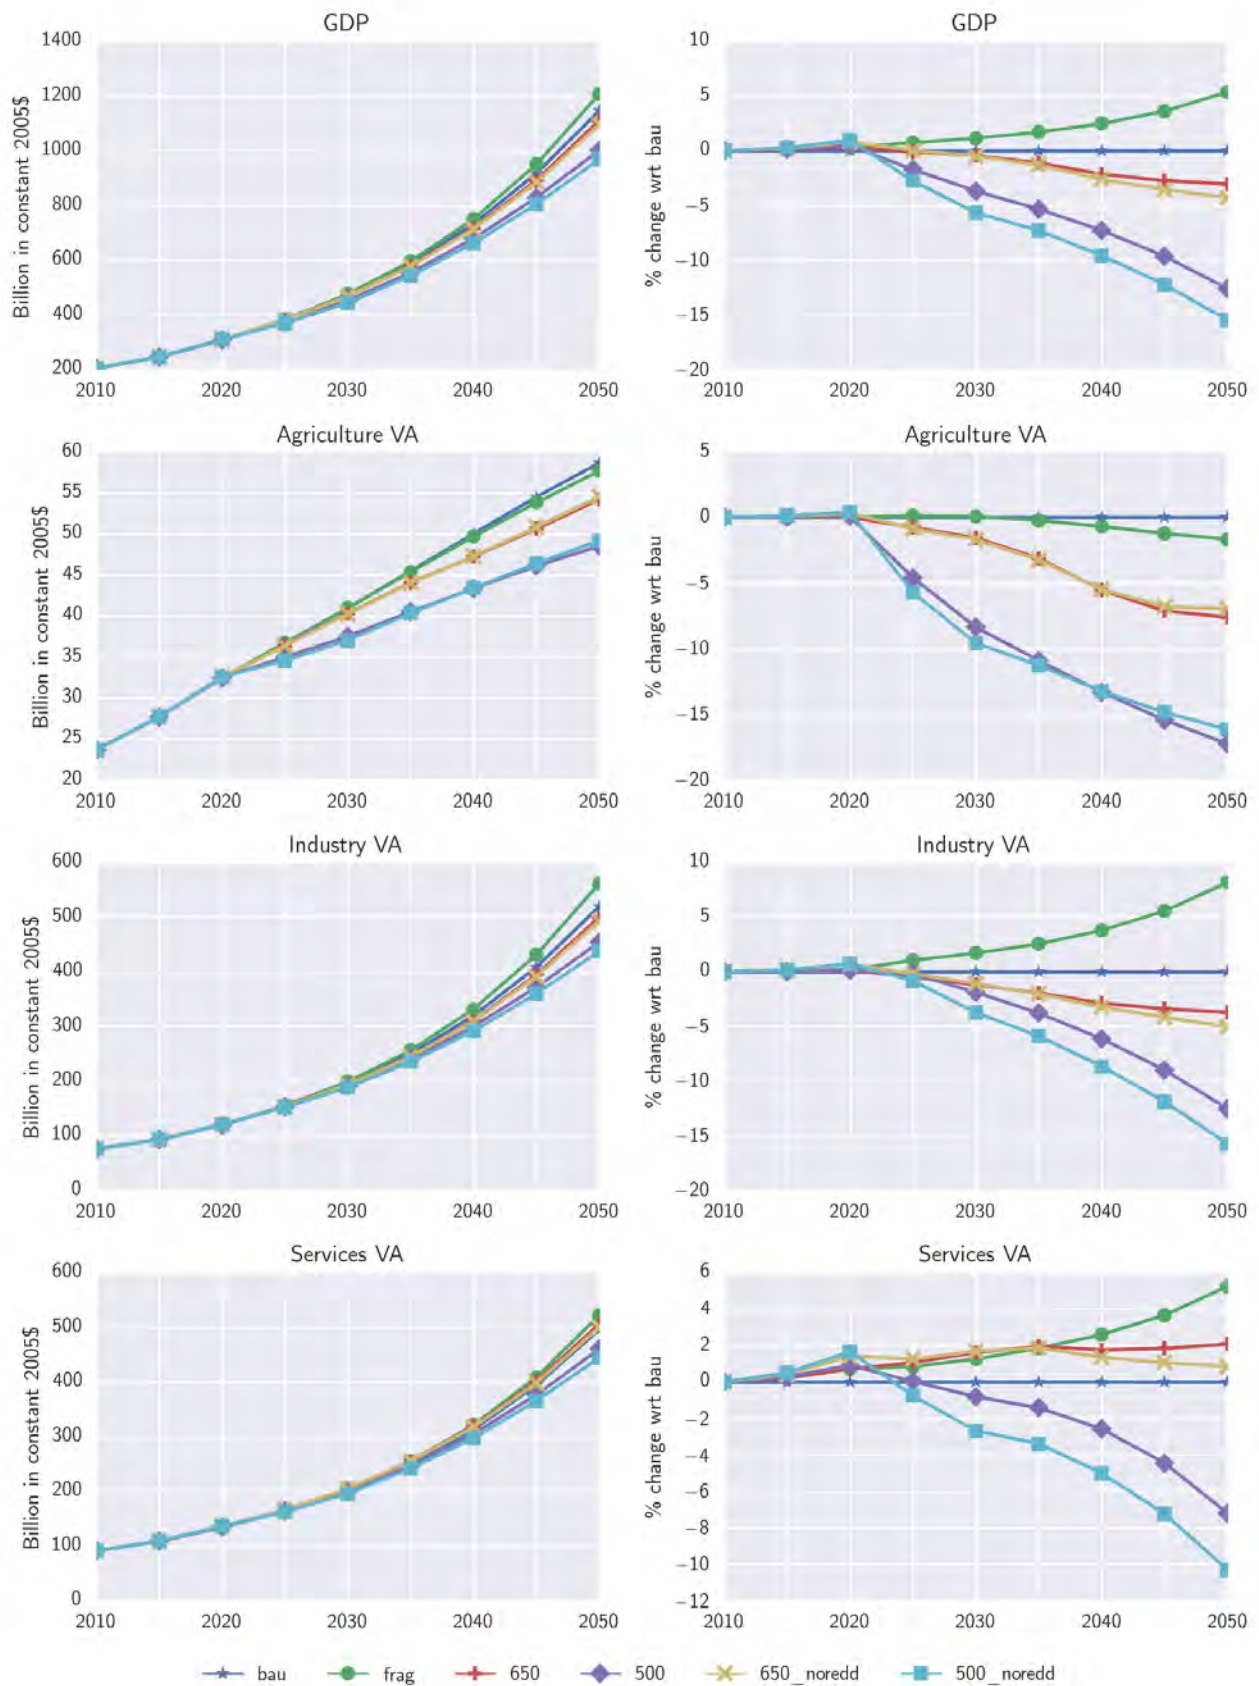 GDP
1400
1200
1000
800
600
400
200
Billion in constant 2005$
2010 2020 2030 2040 2050
GDP
10
5
0
−5
−10
−15
−20
% change wrt bau
2010 2020 2030 2040 2050
Agriculture VA
60
55
50
45
40
35
30
25
20
Billion in constant 2005$
2010 2020 2030 2040 2050
Agriculture VA
5
0
−5
−10
−15
−20
% change wrt bau
2010 2020 2030 2040 2050
Industry VA
600
500
400
300
200
100
0
Billion in constant 2005$
2010 2020 2030 2040 2050
Industry VA
10
5
0
−5
−10
−15
−20
% change wrt bau
2010 2020 2030 2040 2050
Services VA
600
500
400
300
200
100
0
Billion in constant 2005$
2010 2020 2030 2040 2050
Services VA
6
4
2
0
−2
−4
−6
−8
−10
−12
% change wrt bau
2010 2020 2030 2040 2050
bau frag 650 500 650_noredd 500_noredd